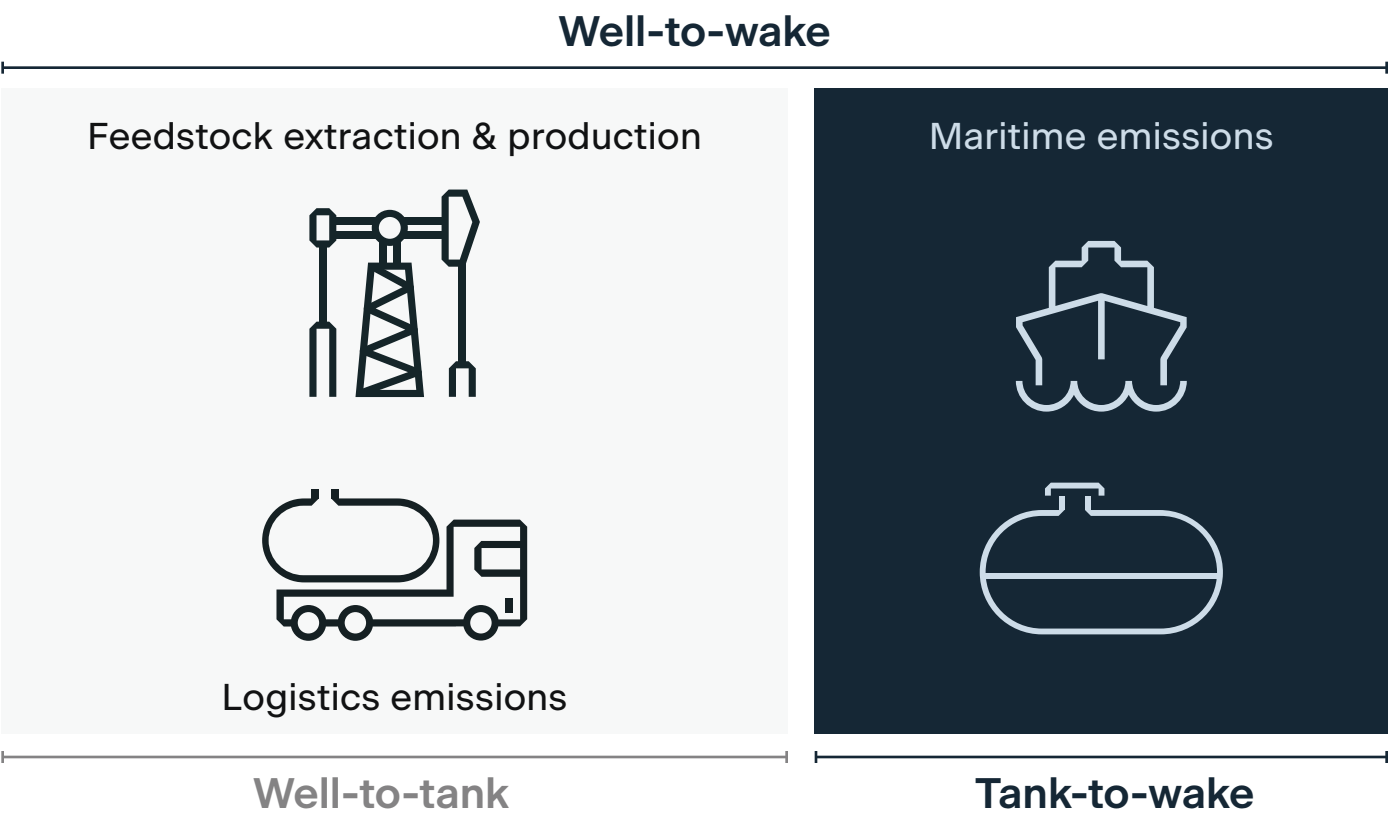 Well-to-wake
Feedstock extraction & production
Maritime emissions
Logistics emissions
Well-to-tank
Tank-to-wake